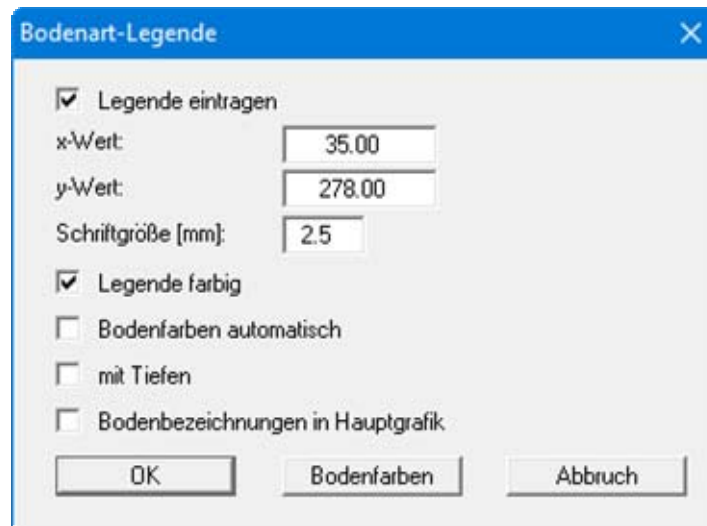 Bodenart-Legende
Legende eintragen
x-Wert: 35.00
y-Wert: 278.00
Schriftgröße [mm]: 2.5
Legende farbig
Bodenfarben automatisch
mit Tiefen
Bodenbezeichnungen in Hauptgrafik
OK Bodenfarben Abbruch